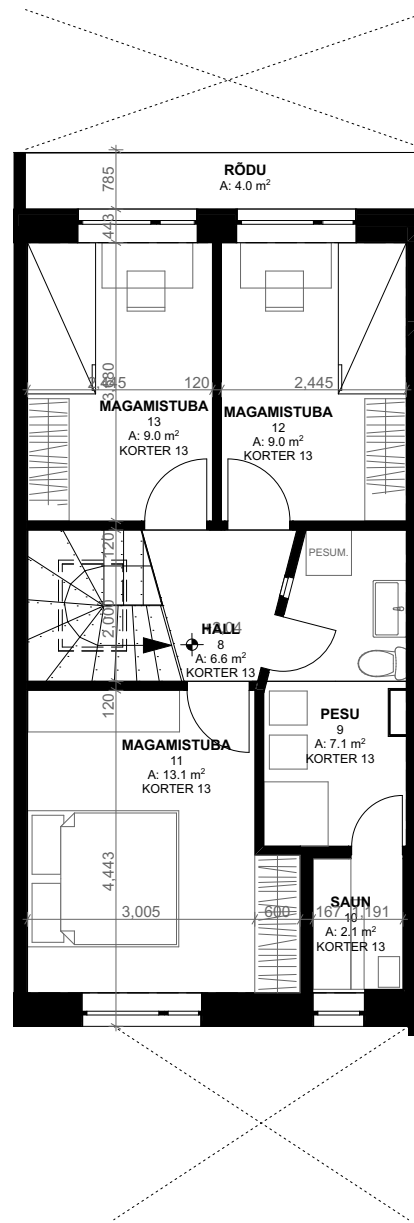 RÕDU
A: 4.0 m²
785
443
2,445
120
2,445
MAGAMISTUBA
13
A: 9.0 m²
KORTER 13
MAGAMISTUBA
12
A: 9.0 m²
KORTER 13
120
PESUM.
2,000
HALL
8
A: 6.6 m²
KORTER 13
120
PESU
9
A: 7.1 m²
KORTER 13
MAGAMISTUBA
11
A: 13.1 m²
KORTER 13
4,443
SAUN
10
A: 2.1 m²
KORTER 13
3,005
600
167
1,191